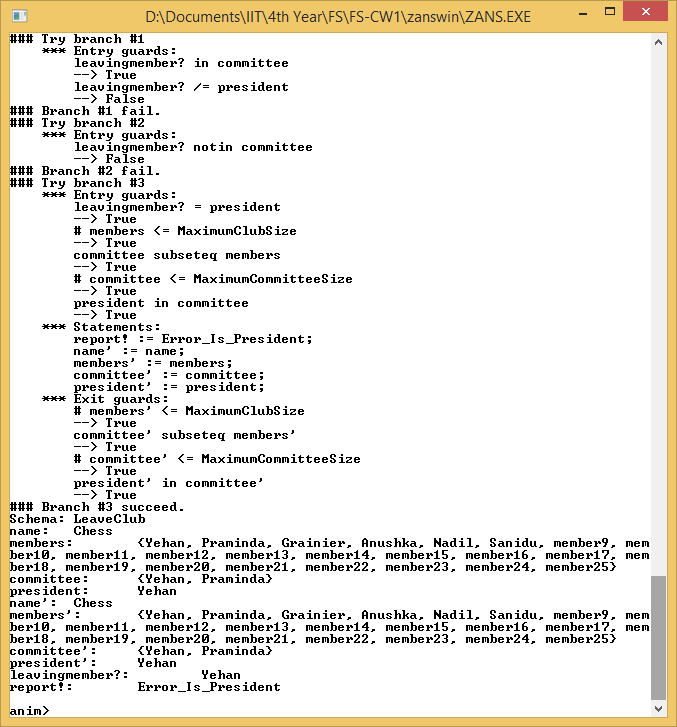 D:\Documents\IIT\4th Year\FS\FS-CW1\zanswin\ZANS.EXE
### Try branch #1
*** Entry guards:
leavingmember? in committee
--> True
leavingmember? /= president
--> False
### Branch #1 fail.
### Try branch #2
*** Entry guards:
leavingmember? notin committee
--> False
### Branch #2 fail.
### Try branch #3
*** Entry guards:
leavingmember? = president
--> True
# members <= MaximumClubSize
--> True
committee subseteq members
--> True
# committee <= MaximumCommitteeSize
--> True
president in committee
--> True
*** Statements:
report! := Error_Is_President;
name' := name;
members' := members;
committee' := committee;
president' := president;
*** Exit guards:
# members' <= MaximumClubSize
--> True
committee' subseteq members'
--> True
# committee' <= MaximumCommitteeSize
--> True
president' in committee'
--> True
### Branch #3 succeed.
Schema: LeaveClub
name: Chess
members: {Yehan, Praminda, Grainier, Anushka, Nadil, Sanidu, member9, mem
ber10, member11, member12, member13, member14, member15, member16, member17, mem
ber18, member19, member20, member21, member22, member23, member24, member25}
committee: {Yehan, Praminda}
president: Yehan
name': Chess
members': {Yehan, Praminda, Grainier, Anushka, Nadil, Sanidu, member9, mem
ber10, member11, member12, member13, member14, member15, member16, member17, mem
ber18, member19, member20, member21, member22, member23, member24, member25}
committee': {Yehan, Praminda}
president': Yehan
leavingmember?: Yehan
report!: Error_Is_President
anim>